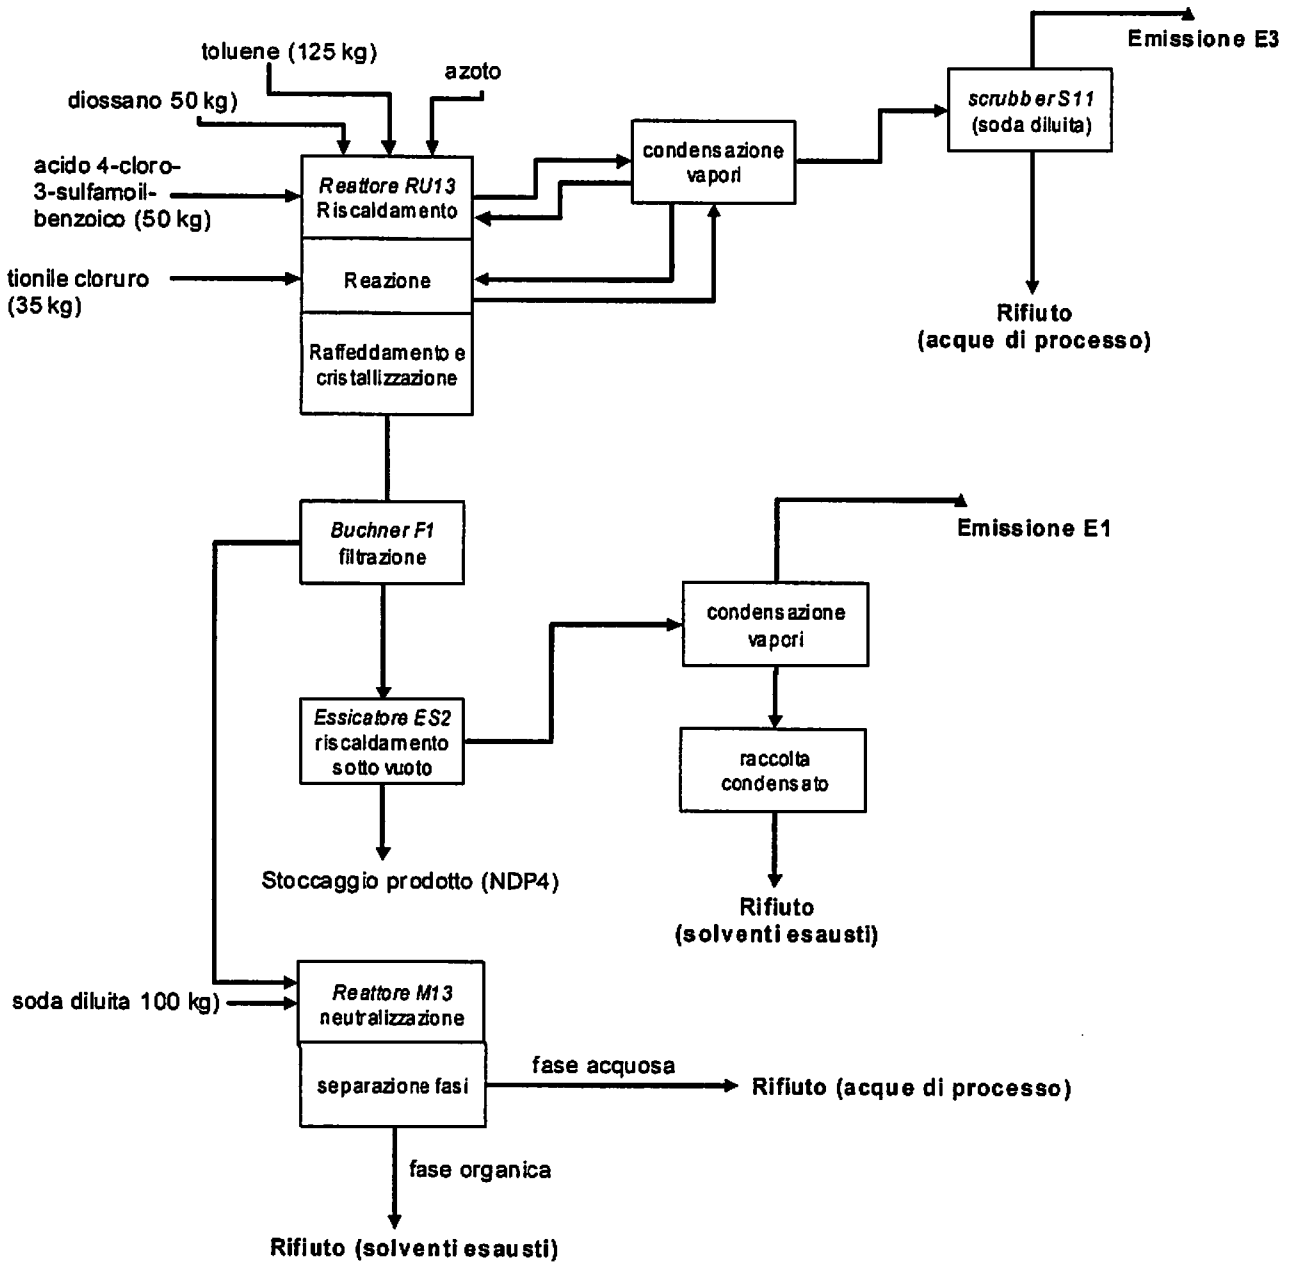 toluene (125 kg)
azoto
diossano 50 kg)
acido 4-cloro-
3-sulfamoil-
benzoico (50 kg)
tionile cloruro
(35 kg)
Reattore RU13
Riscaldamento
Reazione
Raffeddamento e
cristallizzazione
condensazione
vapori
scrubber S11
(soda diluita)
Emissione E3
Rifiuto
(acque di processo)
Buchner F1
filtrazione
Emissione E1
condensazione
vapori
Essicatore ES2
riscaldamento
sotto vuoto
raccolta
condensato
Stoccaggio prodotto (NDP4)
Rifiuto
(solventi esausti)
soda diluita 100 kg)
Reattore M13
neutralizzazione
separazione fasi
fase acquosa
Rifiuto (acque di processo)
fase organica
Rifiuto (solventi esausti)